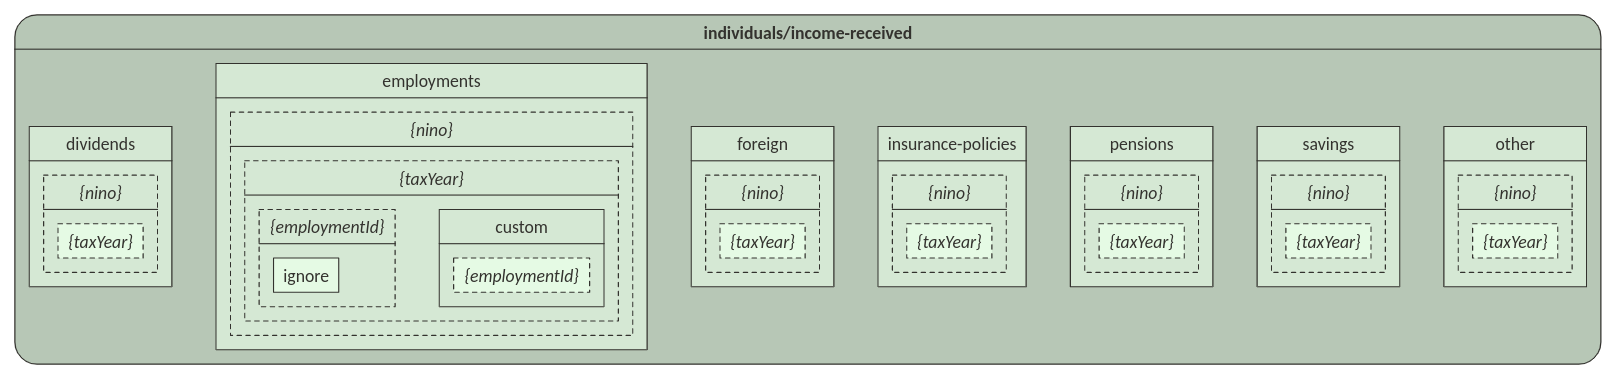 individuals/income-received
dividends
{nino}
{taxYear}
employments
{nino}
{taxYear}
{employmentId}
ignore
custom
{employmentId}
foreign
{nino}
{taxYear}
insurance-policies
{nino}
{taxYear}
pensions
{nino}
{taxYear}
savings
{nino}
{taxYear}
other
{nino}
{taxYear}